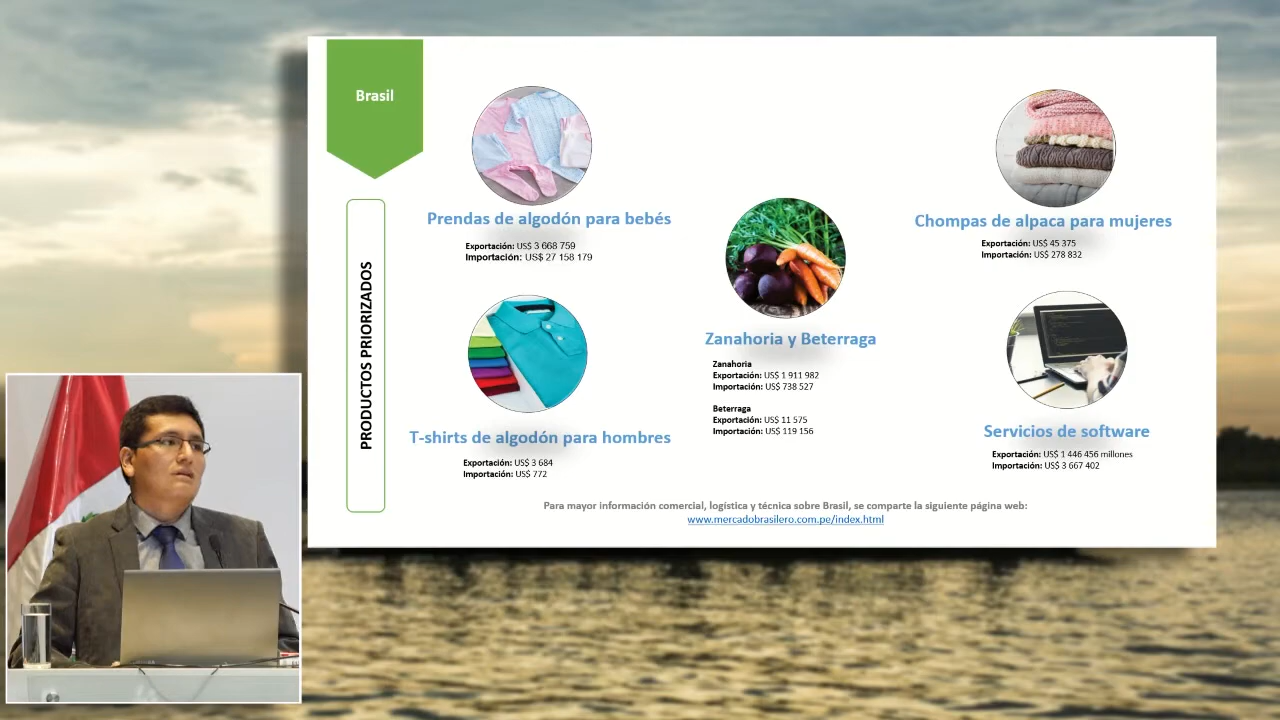 Brasil
PRODUCTOS PRIORIZADOS
Prendas de algodón para bebés
Exportación: US$ 3 668 759
Importación: US$ 27 158 179
T-shirts de algodón para hombres
Exportación: US$ 3 684
Importación: US$ 772
Zanahoria y Beterraga
Zanahoria
Exportación: US$ 1 911 982
Importación: US$ 738 527
Beterraga
Exportación: US$ 11 575
Importación: US$ 119 156
Chompas de alpaca para mujeres
Exportación: US$ 45 375
Importación: US$ 278 832
Servicios de software
Exportación: US$ 1 446 456 millones
Importación: US$ 3 667 402
Para mayor información comercial, logística y técnica sobre Brasil, se comparte la siguiente página web:
www.mercadobrasilero.com.pe/index.html